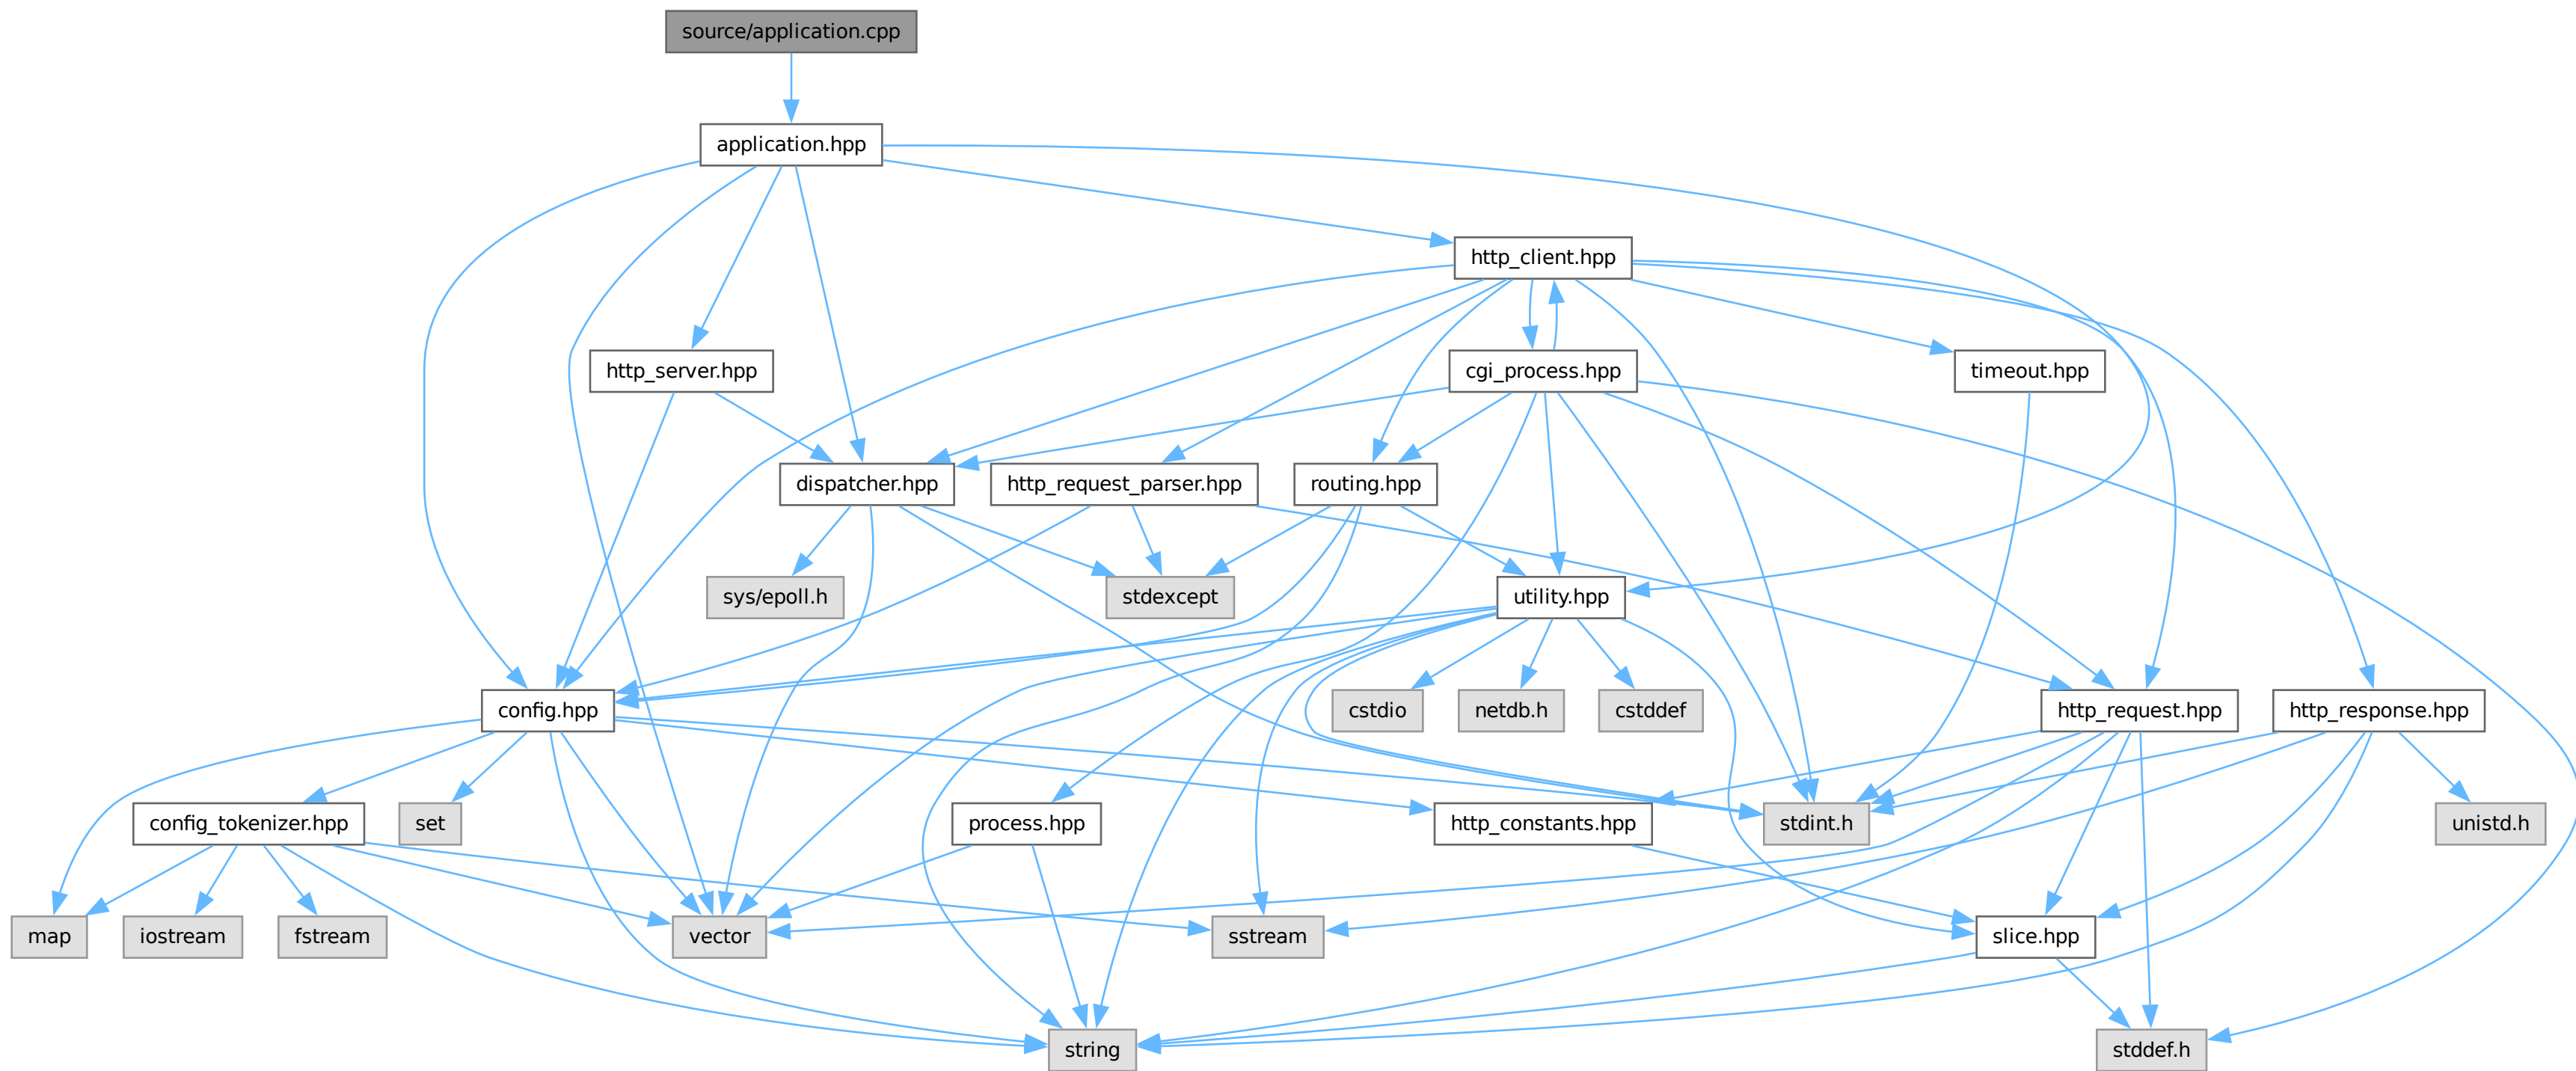 source/application.cpp
application.hpp
http_client.hpp
http_server.hpp
cgi_process.hpp
timeout.hpp
dispatcher.hpp
http_request_parser.hpp
routing.hpp
sys/epoll.h
stdexcept
utility.hpp
config.hpp
cstdio
netdb.h
cstddef
http_request.hpp
http_response.hpp
config_tokenizer.hpp
set
process.hpp
http_constants.hpp
stdint.h
unistd.h
map
iostream
fstream
vector
sstream
slice.hpp
string
stddef.h